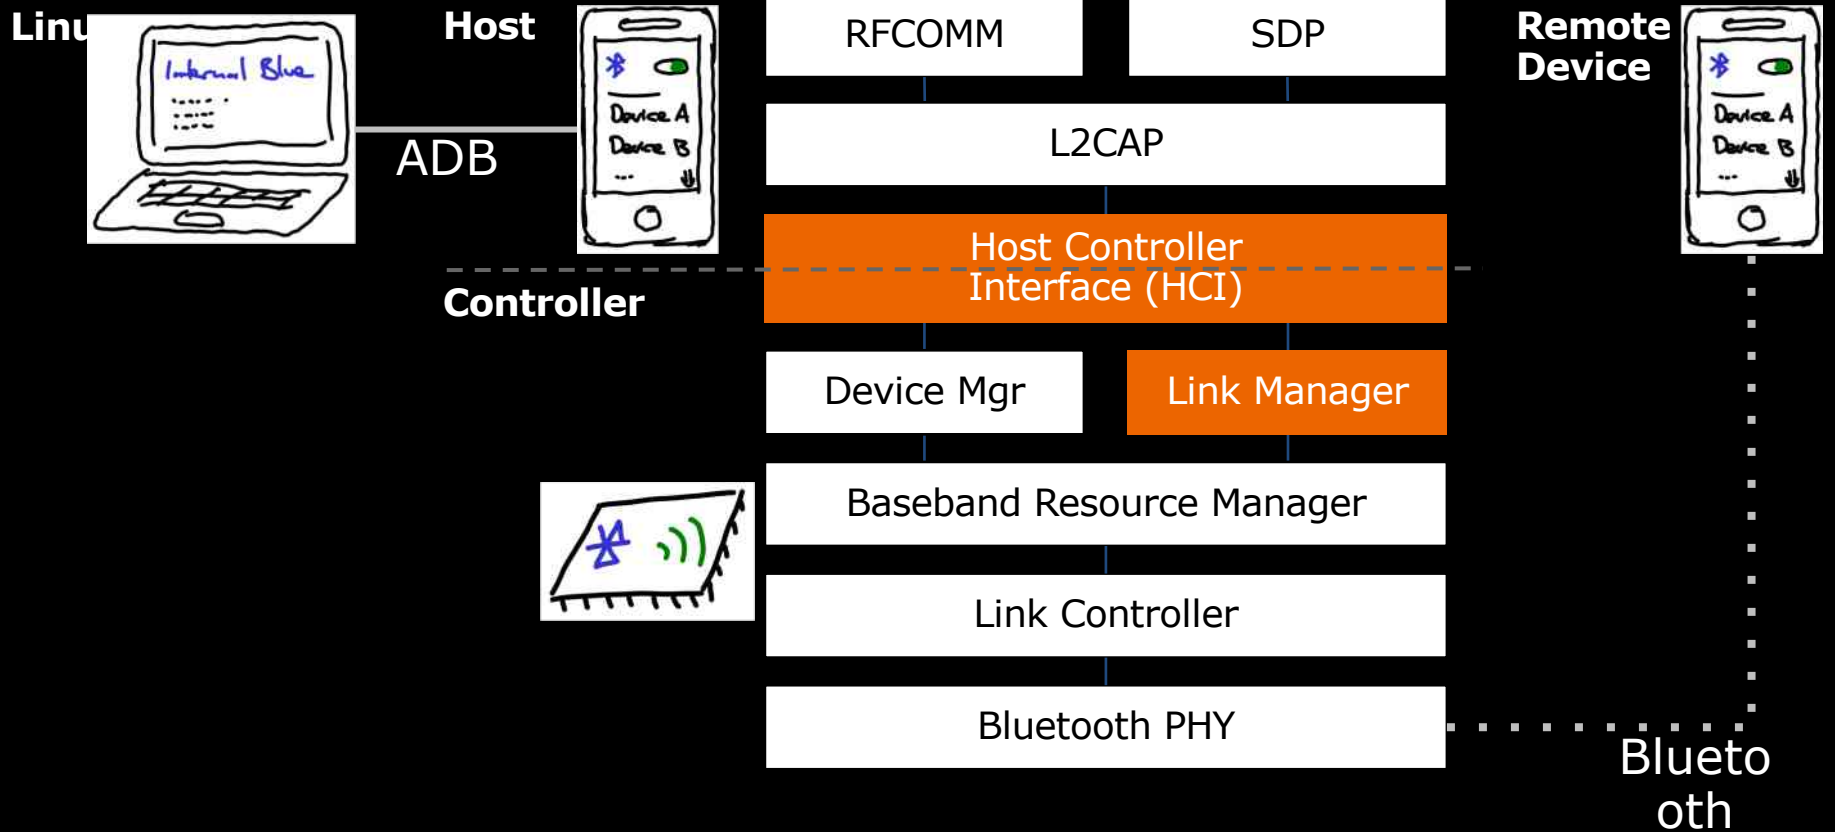 Linu
Internal Blue
ADB
Host
Device A
Device B
...
RFCOMM
SDP
L2CAP
Host Controller
Interface (HCI)
Controller
Device Mgr
Link Manager
Baseband Resource Manager
Link Controller
Bluetooth PHY
Remote
Device
Device A
Device B
...
Blueto
oth